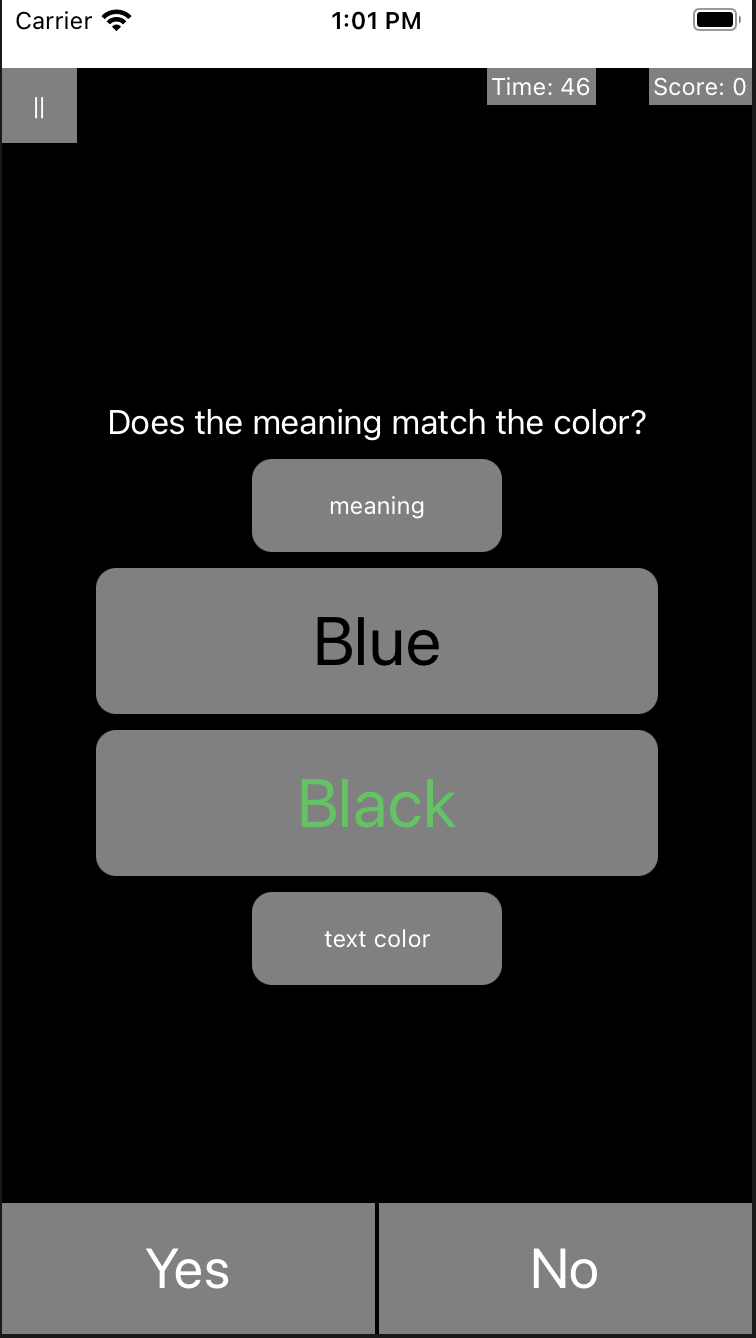 Carrier 1:01 PM
|| Time: 46 Score: 0
Does the meaning match the color?
meaning
Blue
Black
text color
Yes No